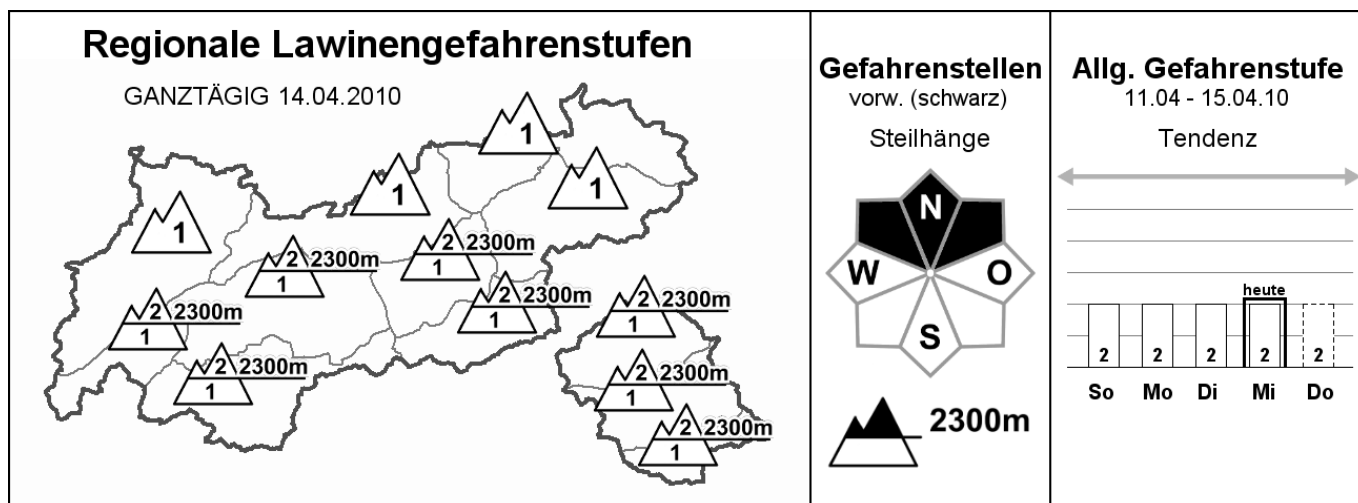 Regionale Lawinengefahrenstufen
GANZTÄGIG 14.04.2010
1
1
1
1
2 2300m
1
2 2300m
1
2 2300m
1
2 2300m
1
2 2300m
1
2 2300m
1
2 2300m
1
2 2300m
1
Gefahrenstellen
vorw. (schwarz)
Steilhänge
N
W O
S
2300m
Allg. Gefahrenstufe
11.04 - 15.04.10
Tendenz
heute
2 2 2 2 2
So Mo Di Mi Do